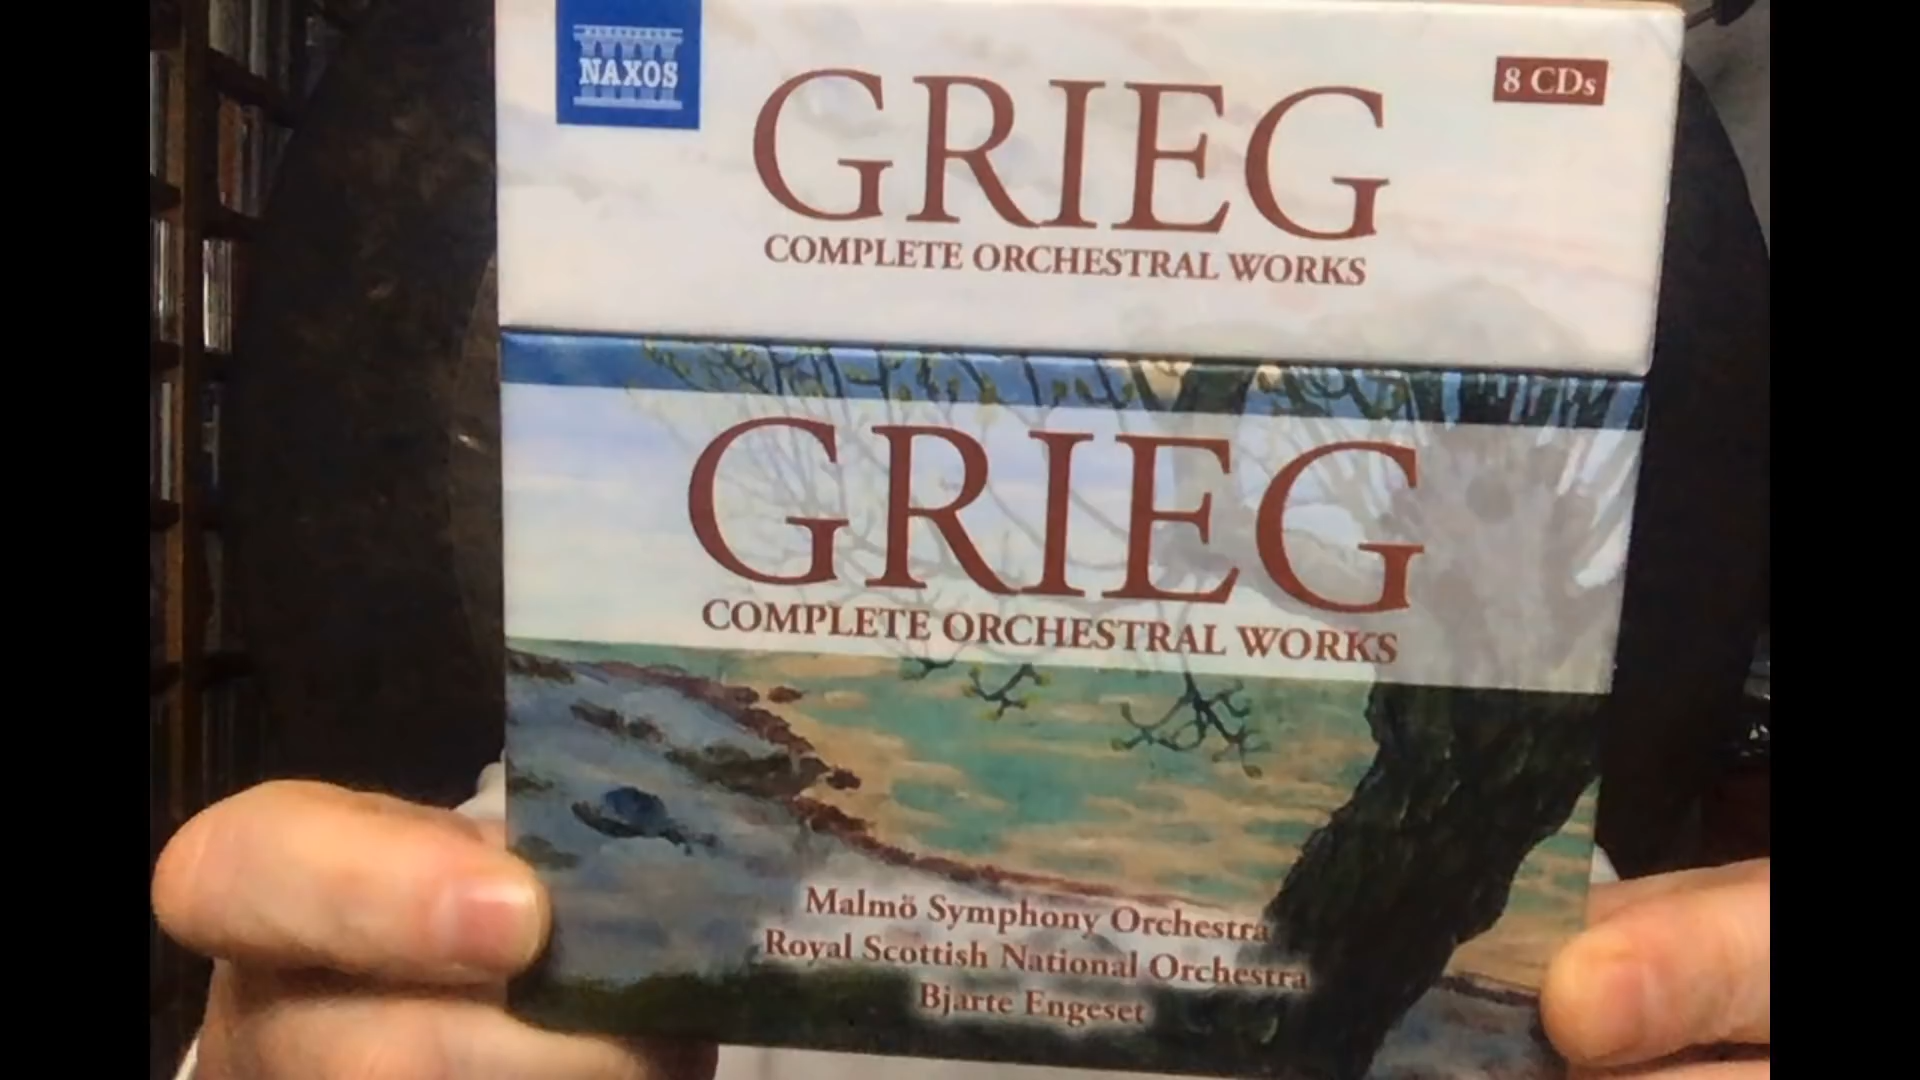 NAXOS
GRIEG
8 CDs
COMPLETE ORCHESTRAL WORKS
GRIEG
COMPLETE ORCHESTRAL WORKS
Malmö Symphony Orchestra
Royal Scottish National Orchestra
Bjarte Engeset